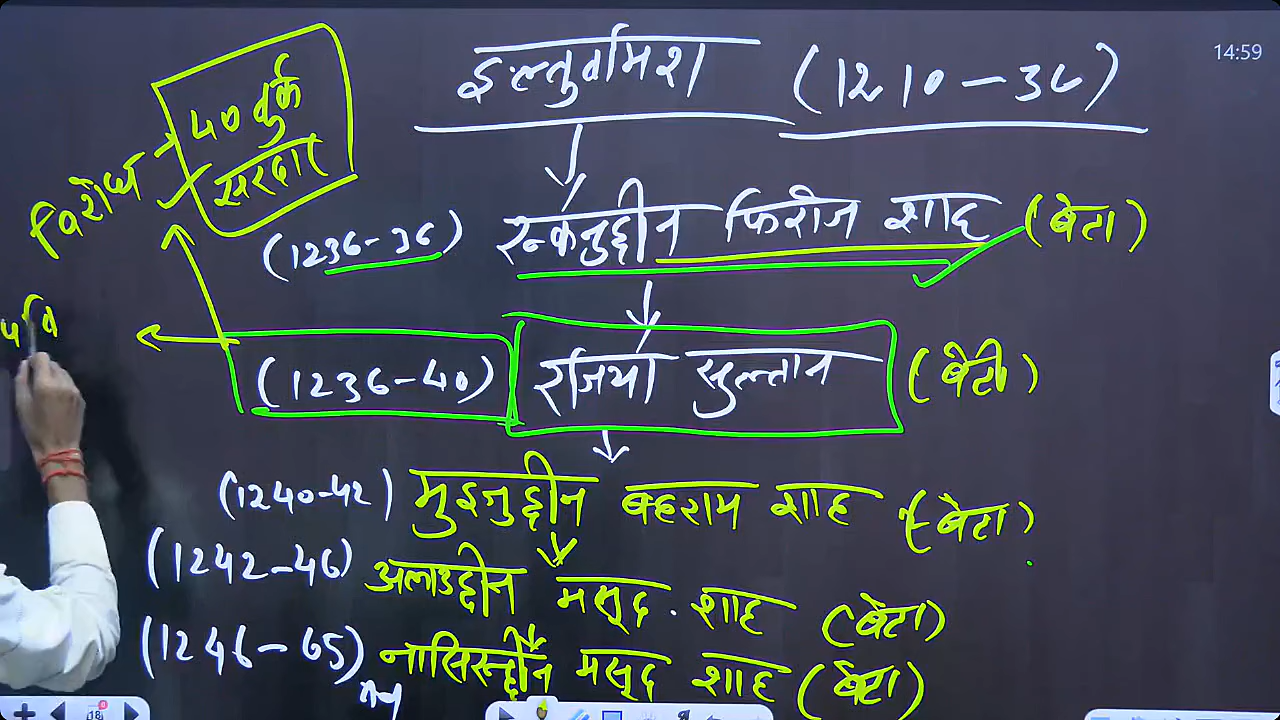 14:59
इल्तुतमिश (1210-36)
40 तुर्क
सरदार
विरोध
(1236-36) रुकनुद्दीन फिरोज शाह (बेटा)
(1236-40) रजिया सुल्तान (बेटी)
(1240-42) मुइजुद्दीन बहराम शाह (बेटा)
(1242-46) अलाउद्दीन मसूद शाह (बेटा)
(1246-65) नासिरुद्दीन मसूद शाह (बेटा)